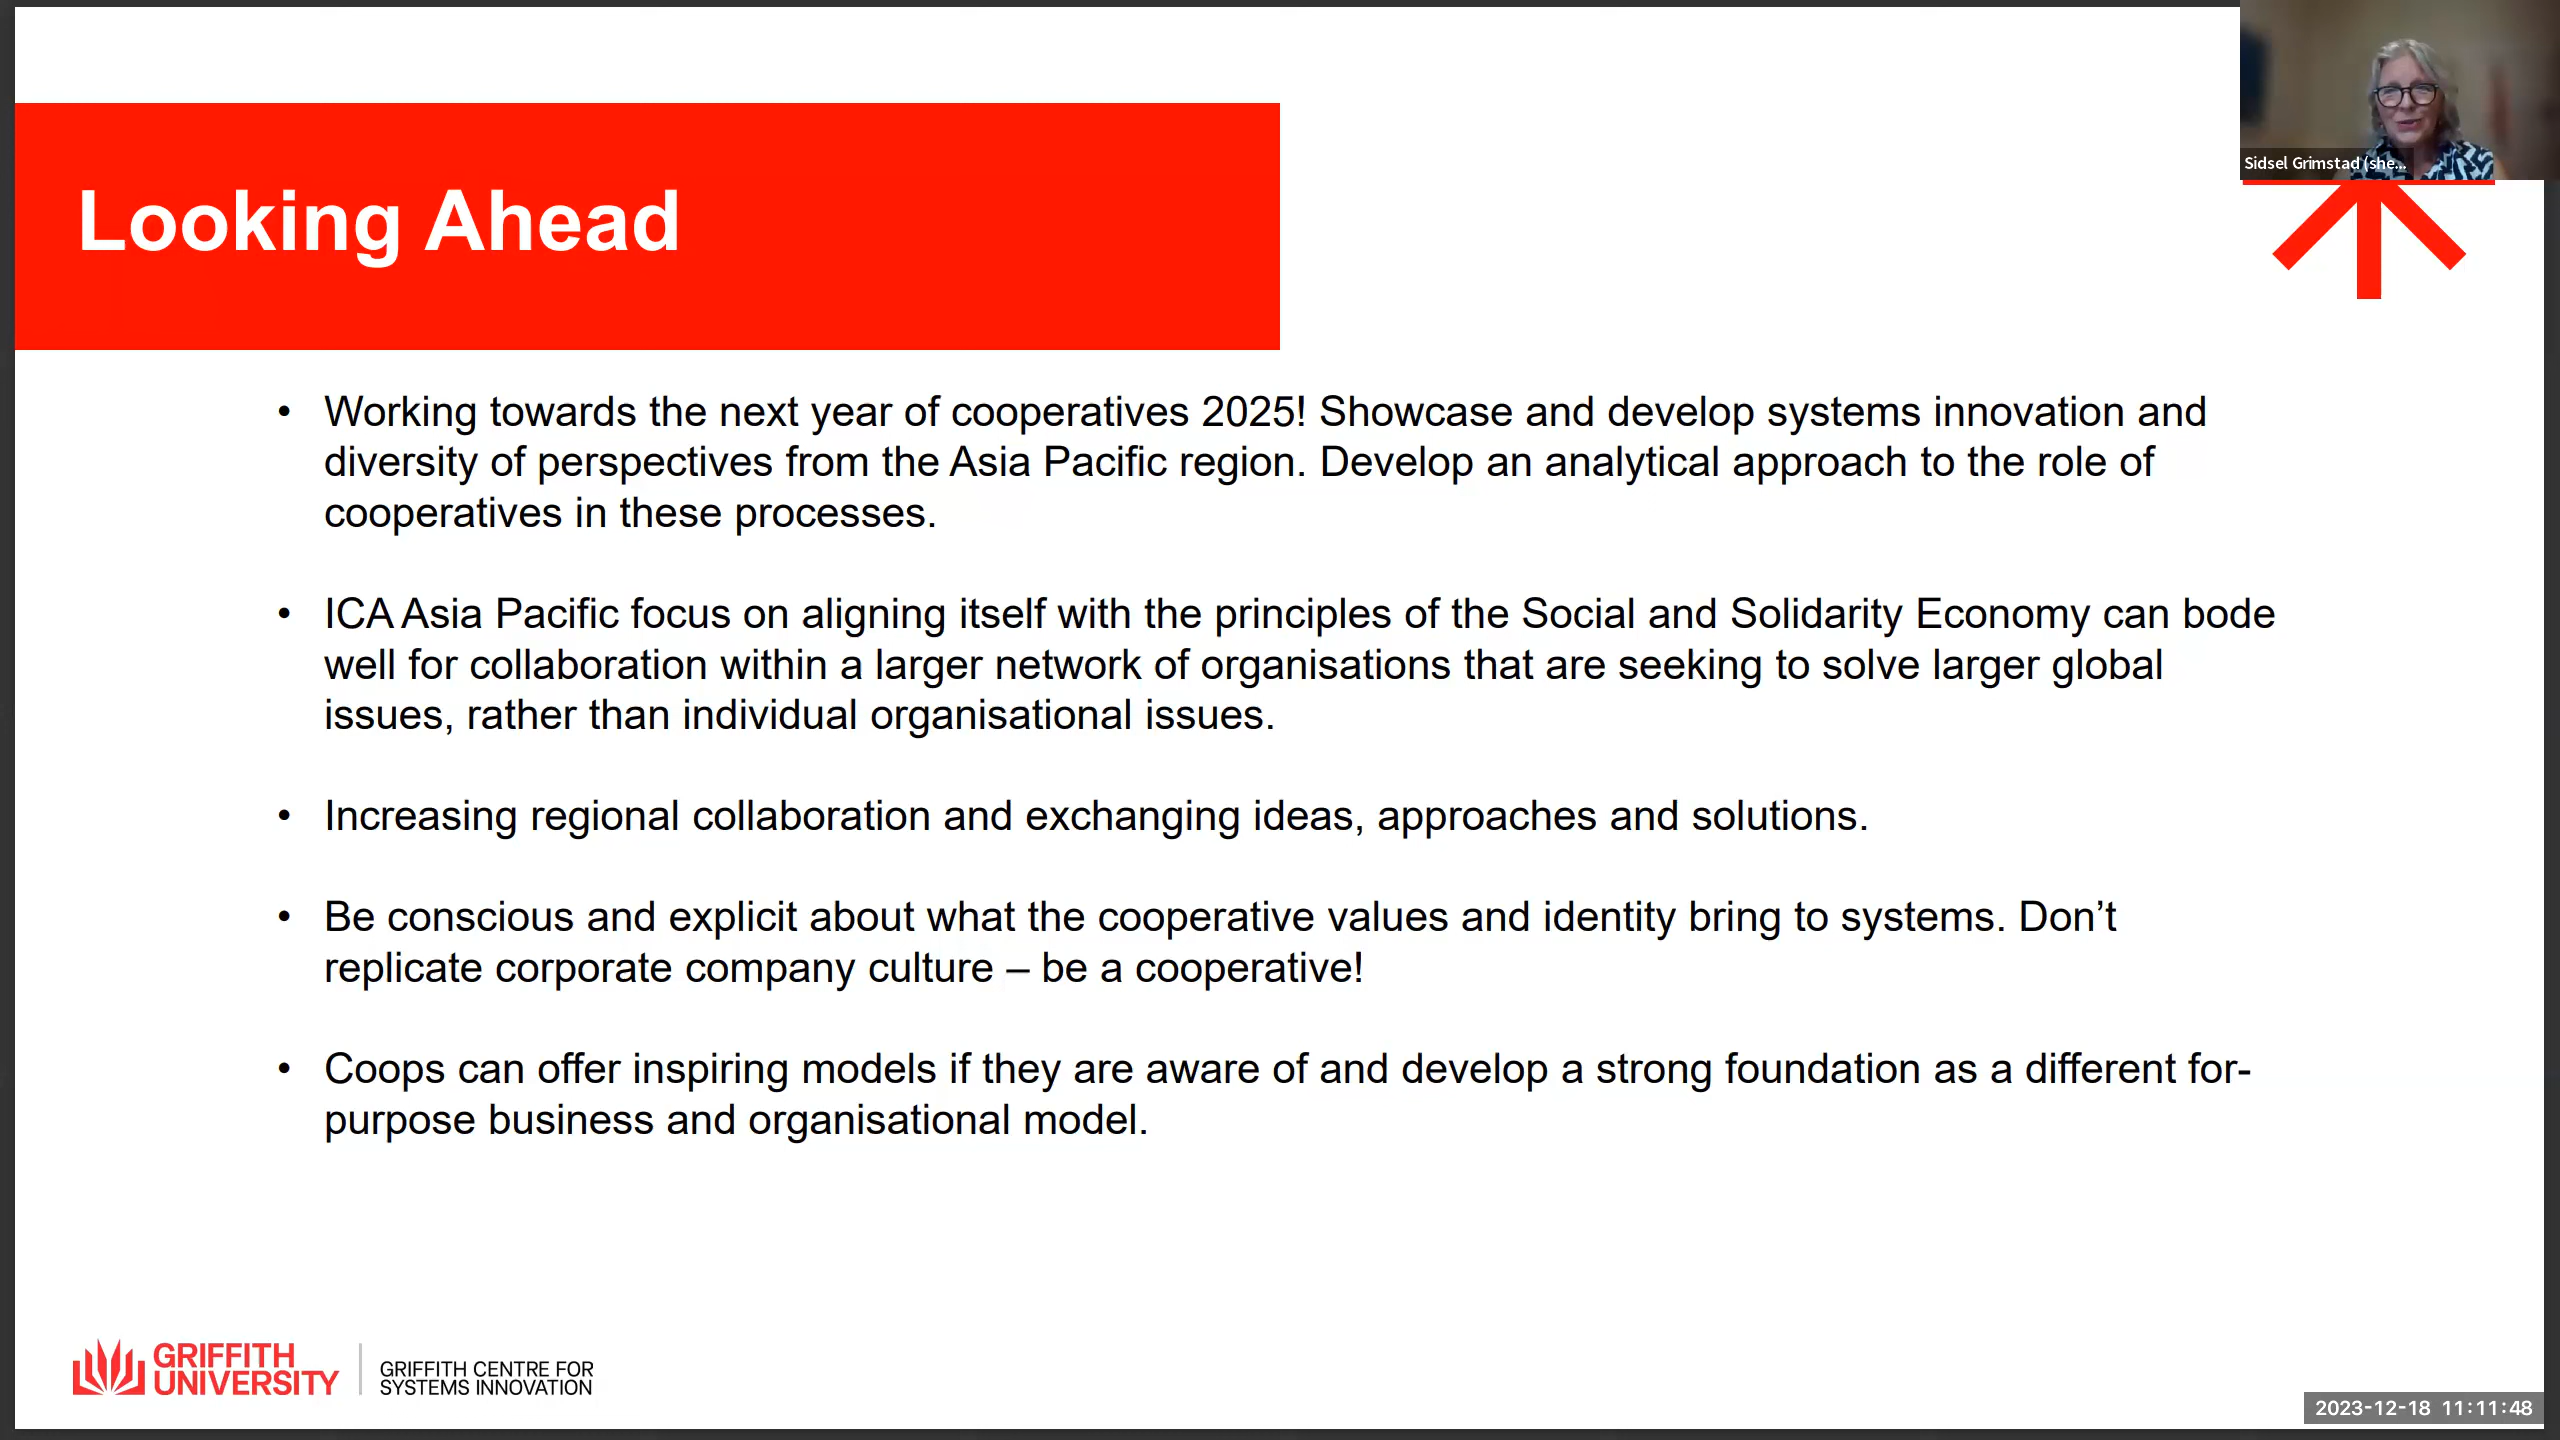 Sidsel Grimstad (she...
Looking Ahead
• Working towards the next year of cooperatives 2025! Showcase and develop systems innovation and
diversity of perspectives from the Asia Pacific region. Develop an analytical approach to the role of
cooperatives in these processes.
• ICA Asia Pacific focus on aligning itself with the principles of the Social and Solidarity Economy can bode
well for collaboration within a larger network of organisations that are seeking to solve larger global
issues, rather than individual organisational issues.
• Increasing regional collaboration and exchanging ideas, approaches and solutions.
• Be conscious and explicit about what the cooperative values and identity bring to systems. Don’t
replicate corporate company culture – be a cooperative!
• Coops can offer inspiring models if they are aware of and develop a strong foundation as a different for-
purpose business and organisational model.
GRIFFITH
UNIVERSITY
GRIFFITH CENTRE FOR
SYSTEMS INNOVATION
2023-12-18 11:11:48